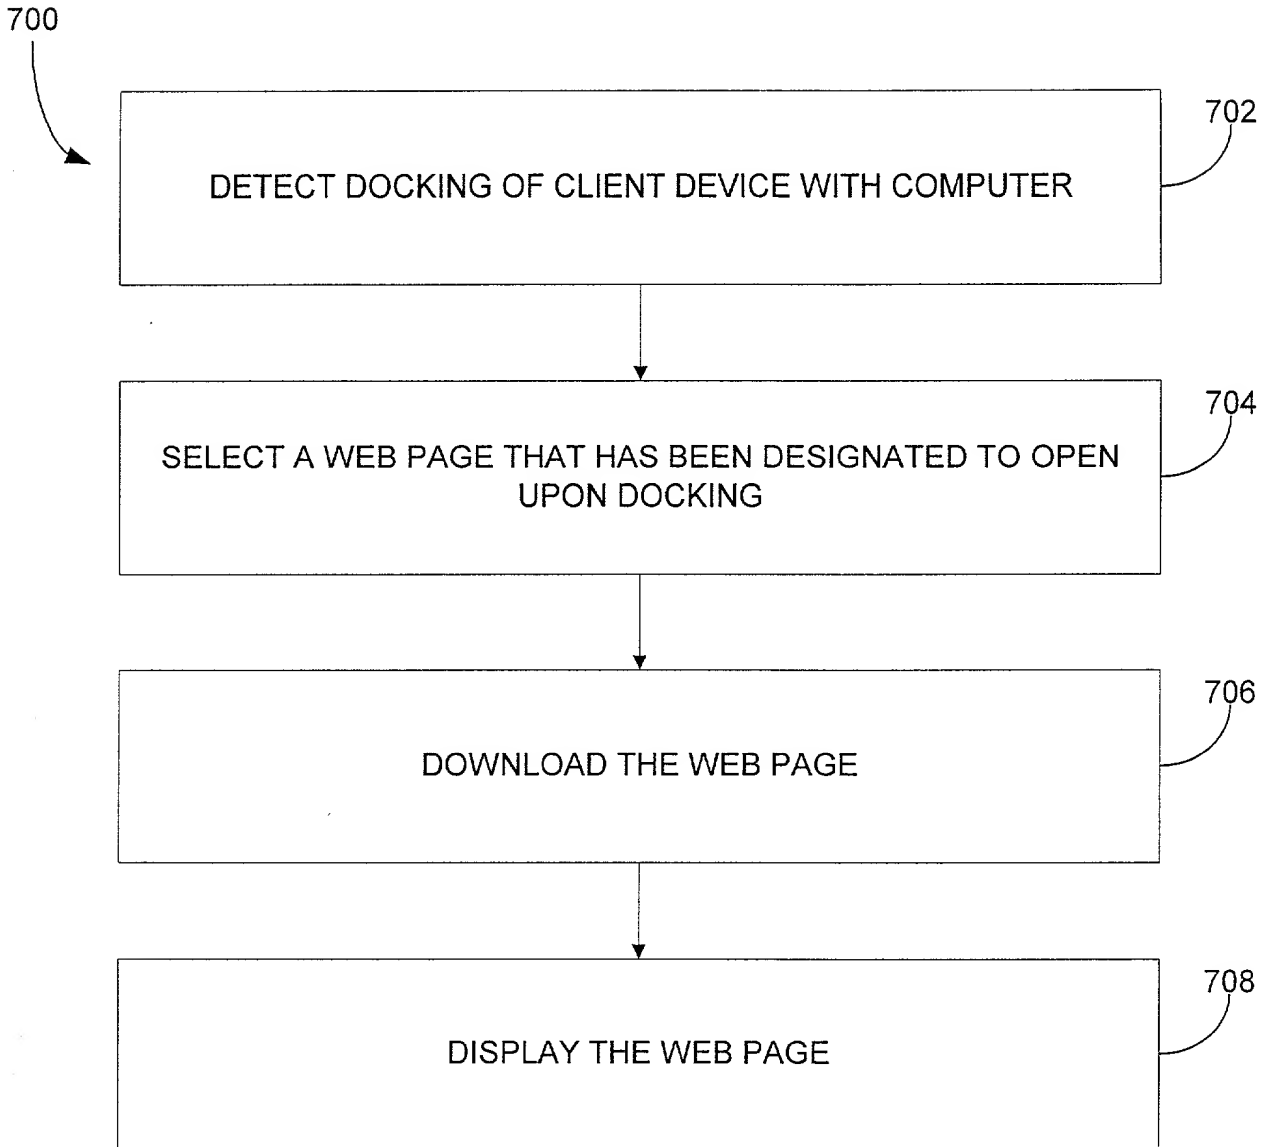 700
702
DETECT DOCKING OF CLIENT DEVICE WITH COMPUTER
704
SELECT A WEB PAGE THAT HAS BEEN DESIGNATED TO OPEN
UPON DOCKING
706
DOWNLOAD THE WEB PAGE
708
DISPLAY THE WEB PAGE